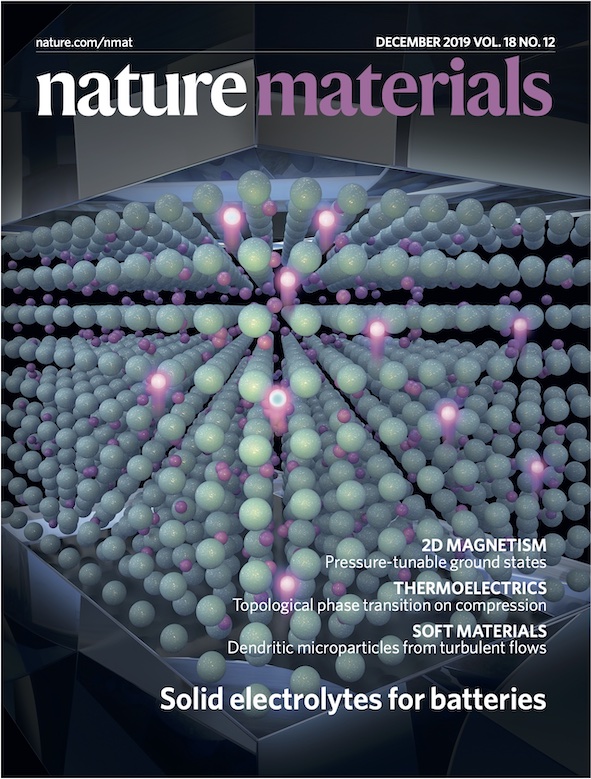 nature.com/nmat
DECEMBER 2019 VOL. 18 NO. 12
nature materials
2D MAGNETISM
Pressure-tunable ground states
THERMOELECTRICS
Topological phase transition on compression
SOFT MATERIALS
Dendritic microparticles from turbulent flows
Solid electrolytes for batteries